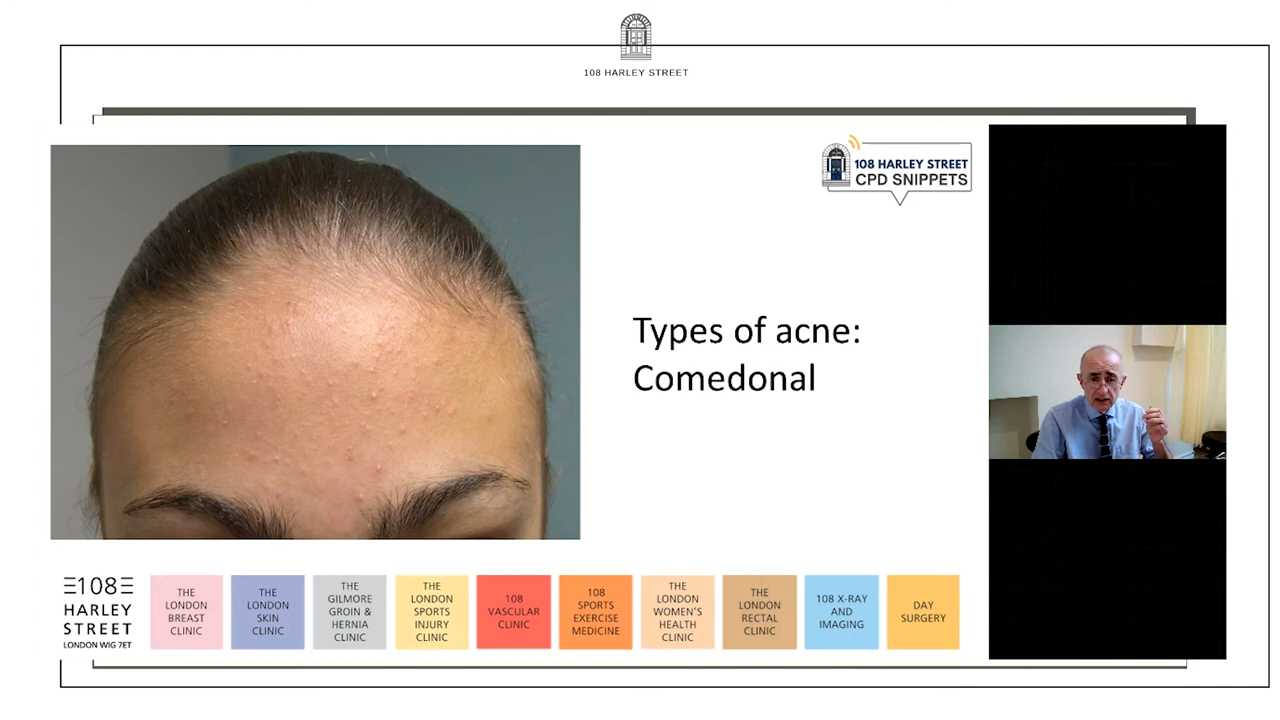 108 HARLEY STREET
108 HARLEY STREET
CPD SNIPPETS
Types of acne:
Comedonal
108
HARLEY
STREET
LONDON W1G 7ET
THE
LONDON
BREAST
CLINIC
THE
LONDON
SKIN
CLINIC
THE
GILMORE
GROIN &
HERNIA
CLINIC
THE
LONDON
SPORTS
INJURY
CLINIC
108
VASCULAR
CLINIC
108
SPORTS
EXERCISE
MEDICINE
THE
LONDON
WOMEN'S
HEALTH
CLINIC
THE
LONDON
RECTAL
CLINIC
108 X-RAY
AND
IMAGING
DAY
SURGERY